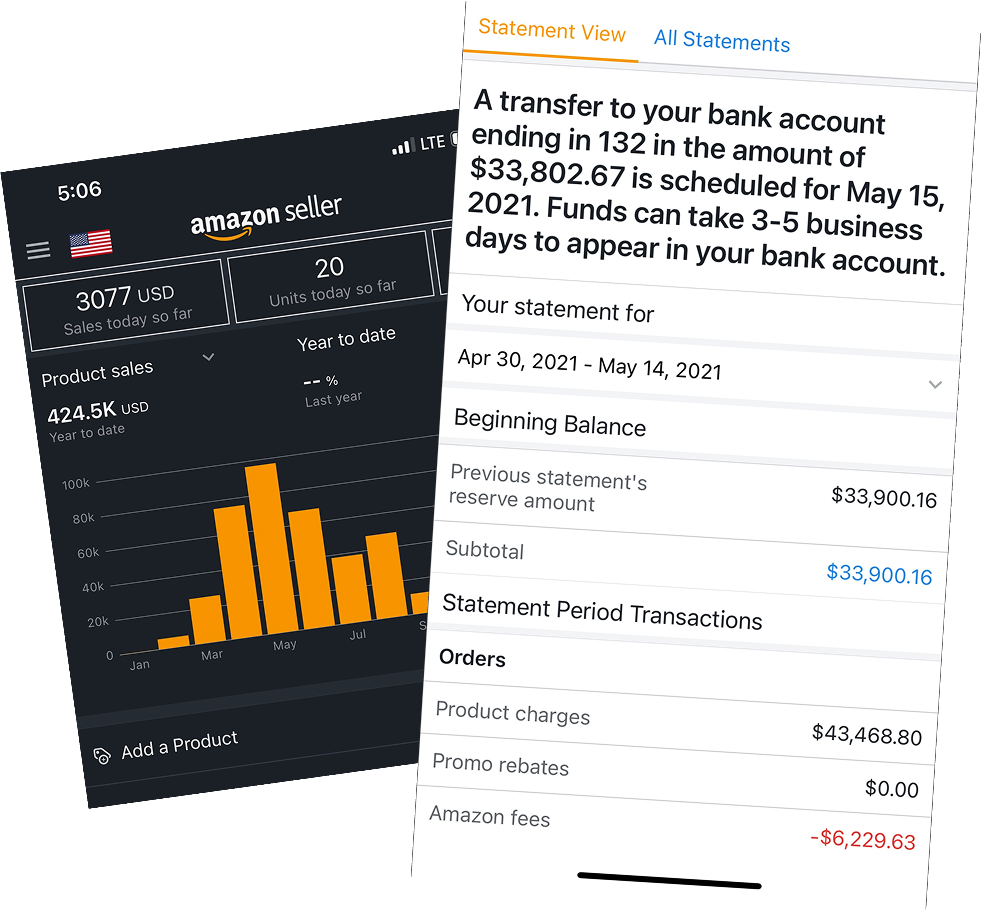 5:06
LTE
amazon seller
3077 USD
Sales today so far
20
Units today so far
Product sales
Year to date
424.5K USD
Year to date
-- %
Last year
100k
80k
60k
40k
20k
0
Jan
Mar
May
Jul
S
Add a Product
Statement View
All Statements
A transfer to your bank account
ending in 132 in the amount of
$33,802.67 is scheduled for May 15,
2021. Funds can take 3-5 business
days to appear in your bank account.
Your statement for
Apr 30, 2021 - May 14, 2021
Beginning Balance
Previous statement's
reserve amount
$33,900.16
Subtotal
$33,900.16
Statement Period Transactions
Orders
Product charges
$43,468.80
Promo rebates
$0.00
Amazon fees
-$6,229.63